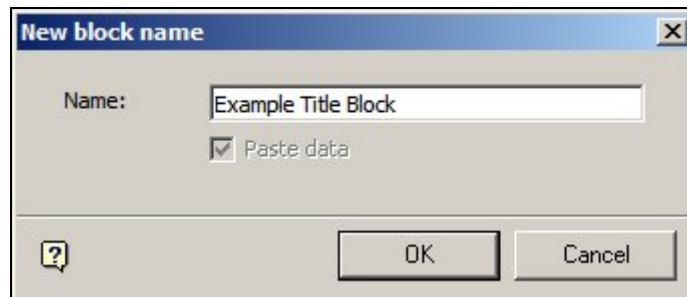 New block name
Name: Example Title Block
Paste data
OK Cancel